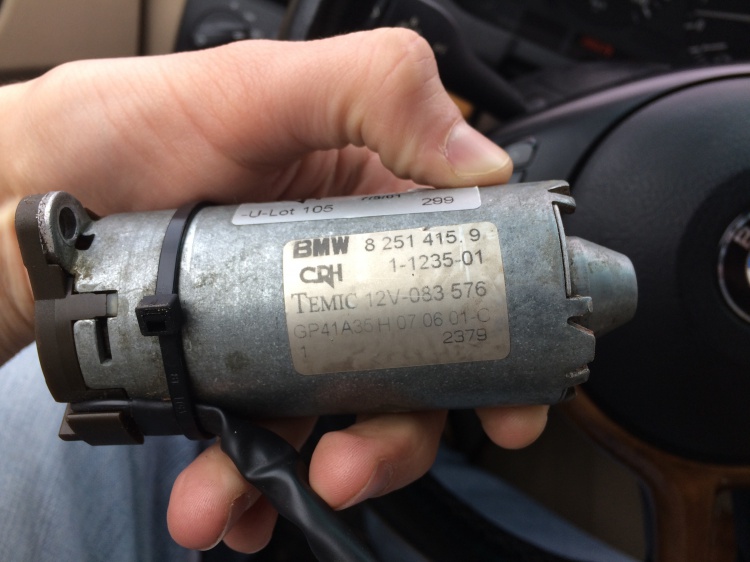 -U-Lot 105 299
BMW 8 251 415.9
CRH 1-1235-01
TEMIC 12V-083 576
GP41A35 H 07 06 01-C
1 2379